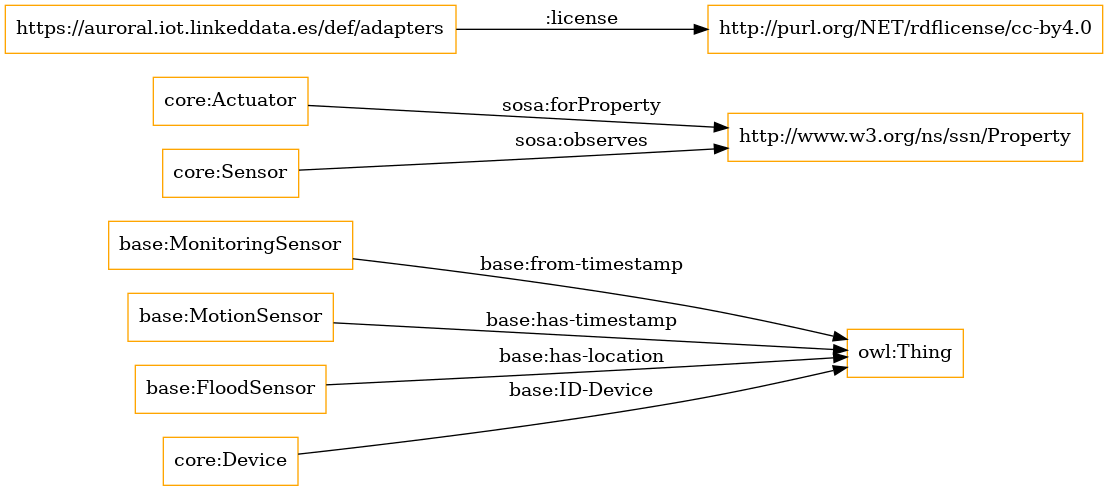 https://auroral.iot.linkeddata.es/def/adapters
:license
http://purl.org/NET/rdflicense/cc-by4.0
core:Actuator
sosa:forProperty
http://www.w3.org/ns/ssn/Property
sosa:observes
core:Sensor
base:MonitoringSensor
base:from-timestamp
base:MotionSensor
base:has-timestamp
owl:Thing
base:has-location
base:FloodSensor
base:ID-Device
core:Device